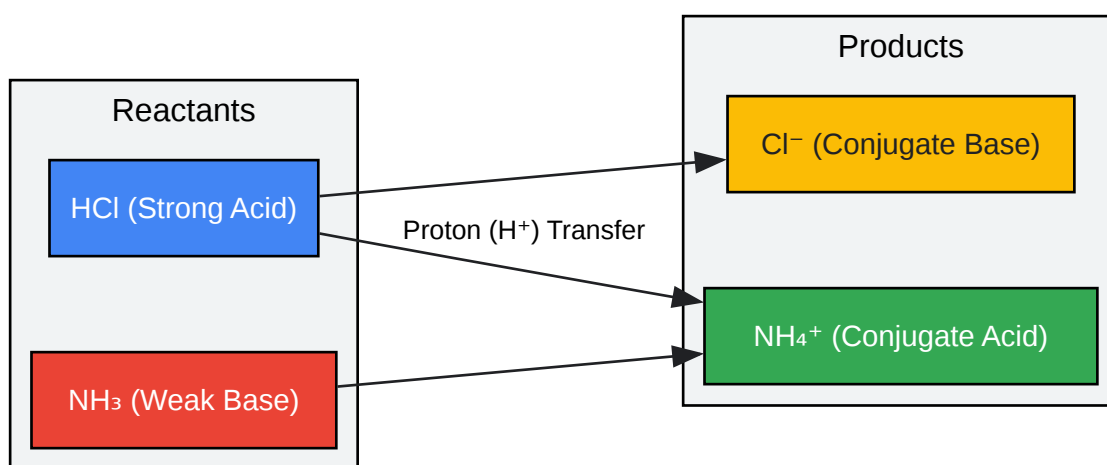 Reactants
HCl (Strong Acid)
NH₃ (Weak Base)
Proton (H⁺) Transfer
Products
Cl⁻ (Conjugate Base)
NH₄⁺ (Conjugate Acid)